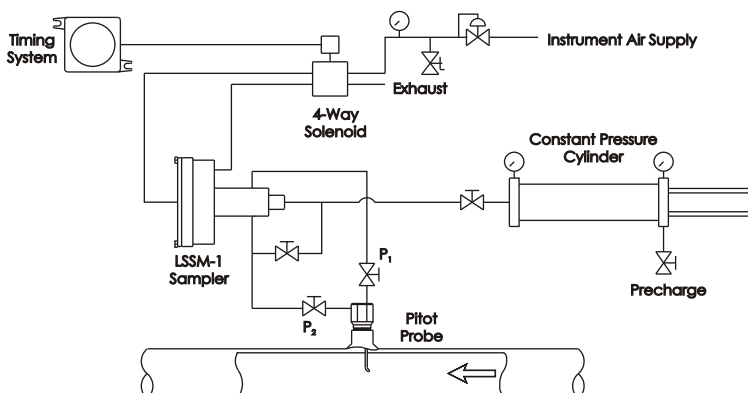 Timing
System
Instrument Air Supply
Exhaust
4-Way
Solenoid
Constant Pressure
Cylinder
LSSM-1
Sampler
P1
Precharge
P2
Pitot
Probe